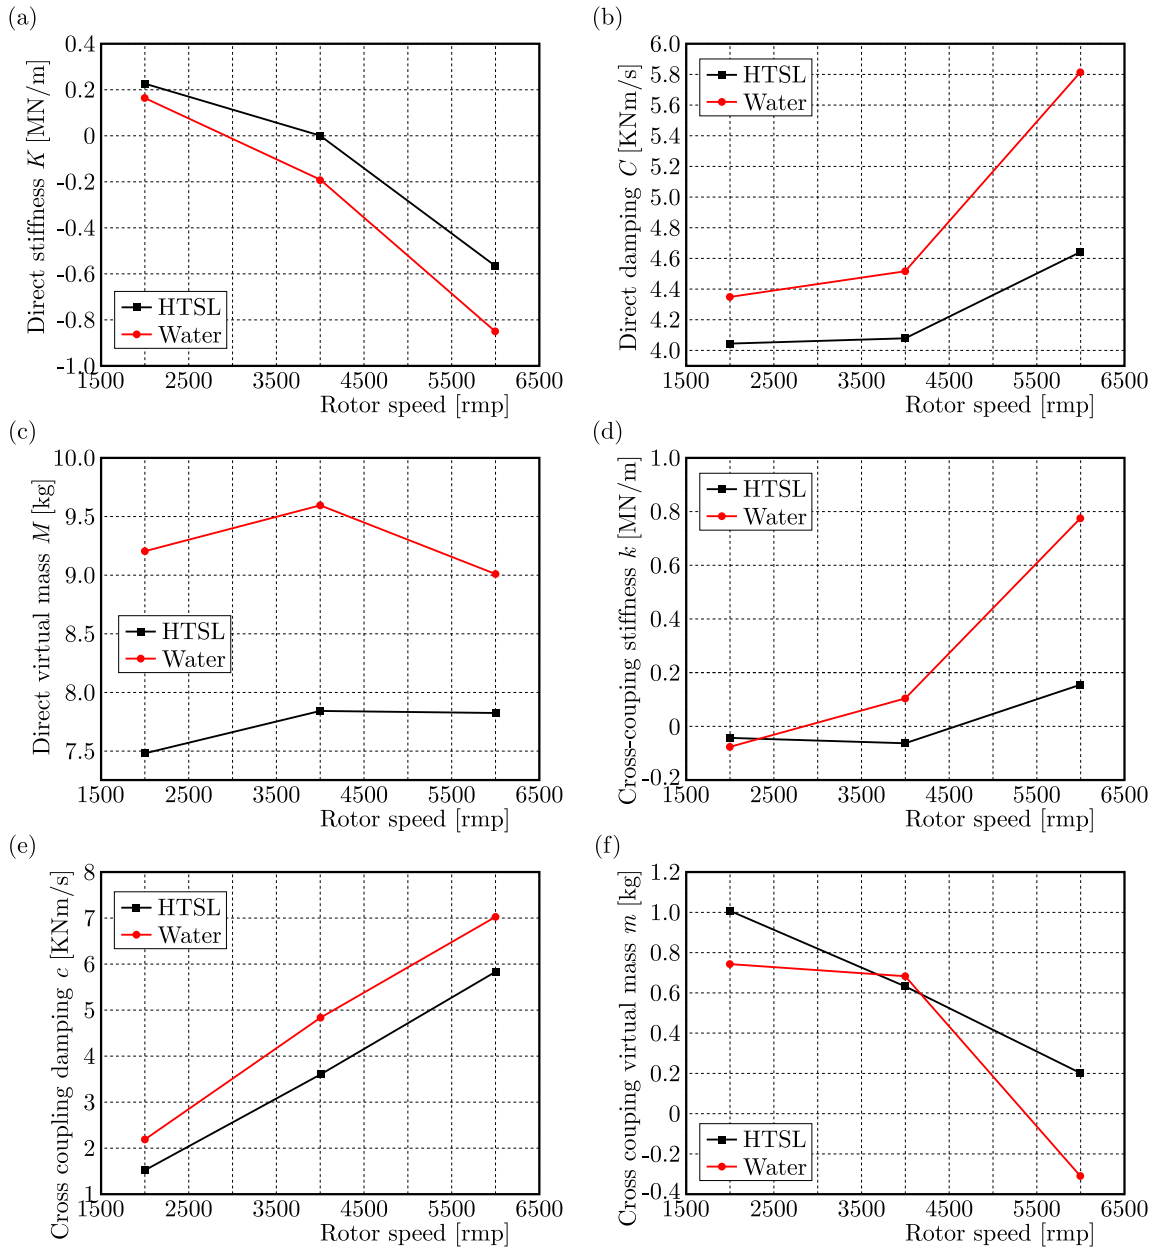 (a)
Direct stiffness K [MN/m]
0.4
0.2
0
-0.2
-0.4
-0.6
-0.8
-1.0
HTSL
Water
1500 2500 3500 4500 5500 6500
Rotor speed [rmp]
(b)
Direct damping C [KNm/s]
6.0
5.8
5.6
5.4
5.2
5.0
4.8
4.6
4.4
4.2
4.0
HTSL
Water
1500 2500 3500 4500 5500 6500
Rotor speed [rmp]
(c)
Direct virtual mass M [kg]
10.0
9.5
9.0
8.5
8.0
7.5
HTSL
Water
1500 2500 3500 4500 5500 6500
Rotor speed [rmp]
(d)
Cross-couping stiffness k [MN/m]
1.0
0.8
0.6
0.4
0.2
0
-0.2
HTSL
Water
1500 2500 3500 4500 5500 6500
Rotor speed [rmp]
(e)
Cross coupling damping c [KNm/s]
8
7
6
5
4
3
2
1
HTSL
Water
1500 2500 3500 4500 5500 6500
Rotor speed [rmp]
(f)
Cross couping virtual mass m [kg]
1.2
1.0
0.8
0.6
0.4
0.2
0
-0.2
-0.4
HTSL
Water
1500 2500 3500 4500 5500 6500
Rotor speed [rmp]